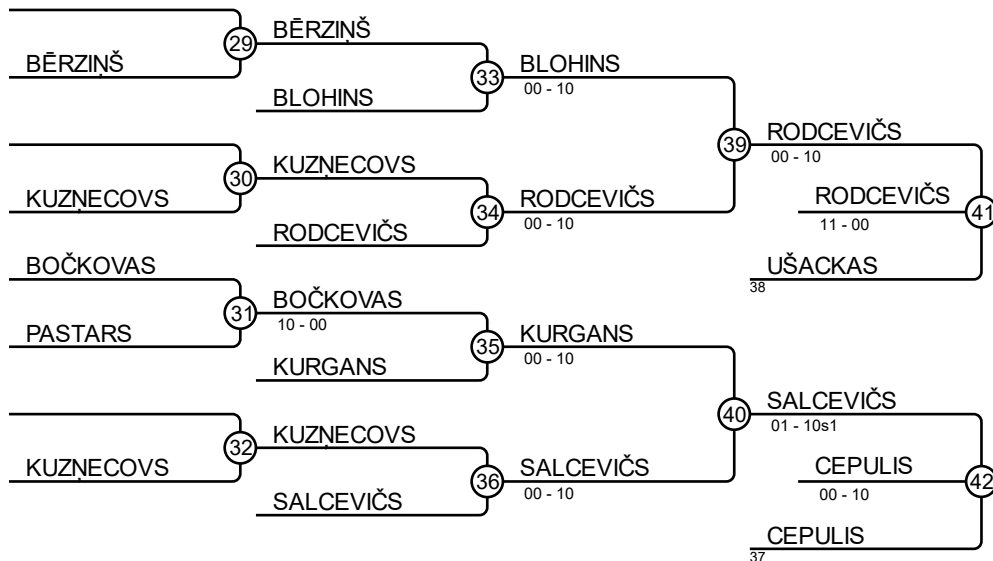 BĒRZIŅŠ
29
BĒRZIŅŠ
BLOHINS
33
BLOHINS
00 - 10
KUZŅECOVS
30
KUZŅECOVS
RODCEVIČS
34
RODCEVIČS
00 - 10
39
RODCEVIČS
00 - 10
RODCEVIČS
11 - 00
41
UŠACKAS
38
BOČKOVAS
PASTARS
31
BOČKOVAS
10 - 00
KURGANS
35
KURGANS
00 - 10
KUZŅECOVS
32
KUZŅECOVS
SALCEVIČS
36
SALCEVIČS
00 - 10
40
SALCEVIČS
01 - 10s1
CEPULIS
00 - 10
42
CEPULIS
37